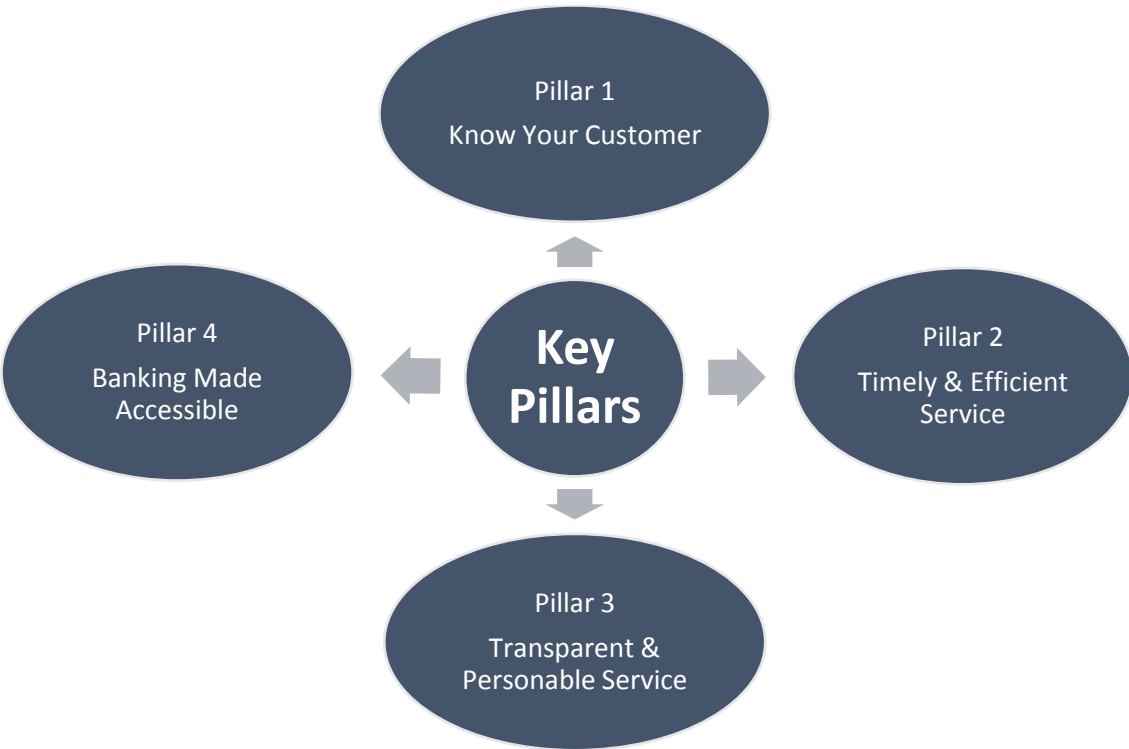 Pillar 1
Know Your Customer
Pillar 4
Banking Made
Accessible
Key
Pillars
Pillar 2
Timely & Efficient
Service
Pillar 3
Transparent &
Personable Service